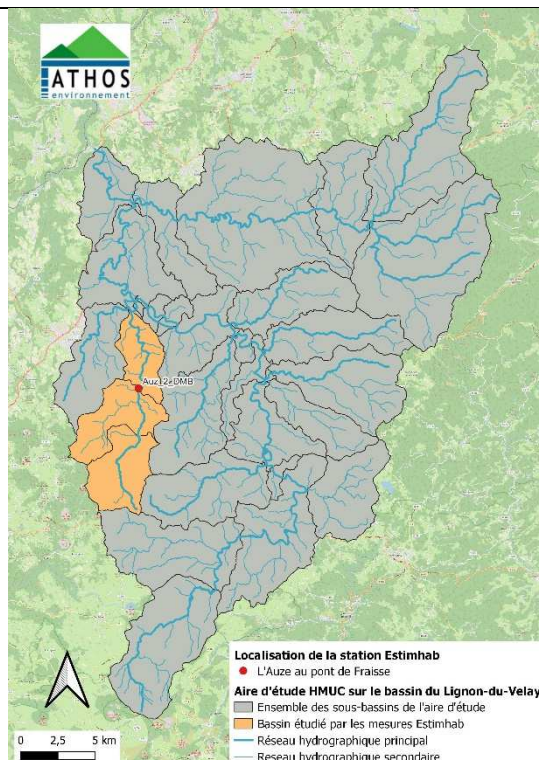 ATHOS
environnement
Auz12-DMB
Localisation de la station Estimhab
L'Auze au pont de Fraisse
Aire d'étude HMUC sur le bassin du Lignon-du-Velay
Ensemble des sous-bassins de l'aire d'étude
Bassin étudié par les mesures Estimhab
Réseau hydrographique principal
Reseau hydrographique secondaire
0 2,5 5 km